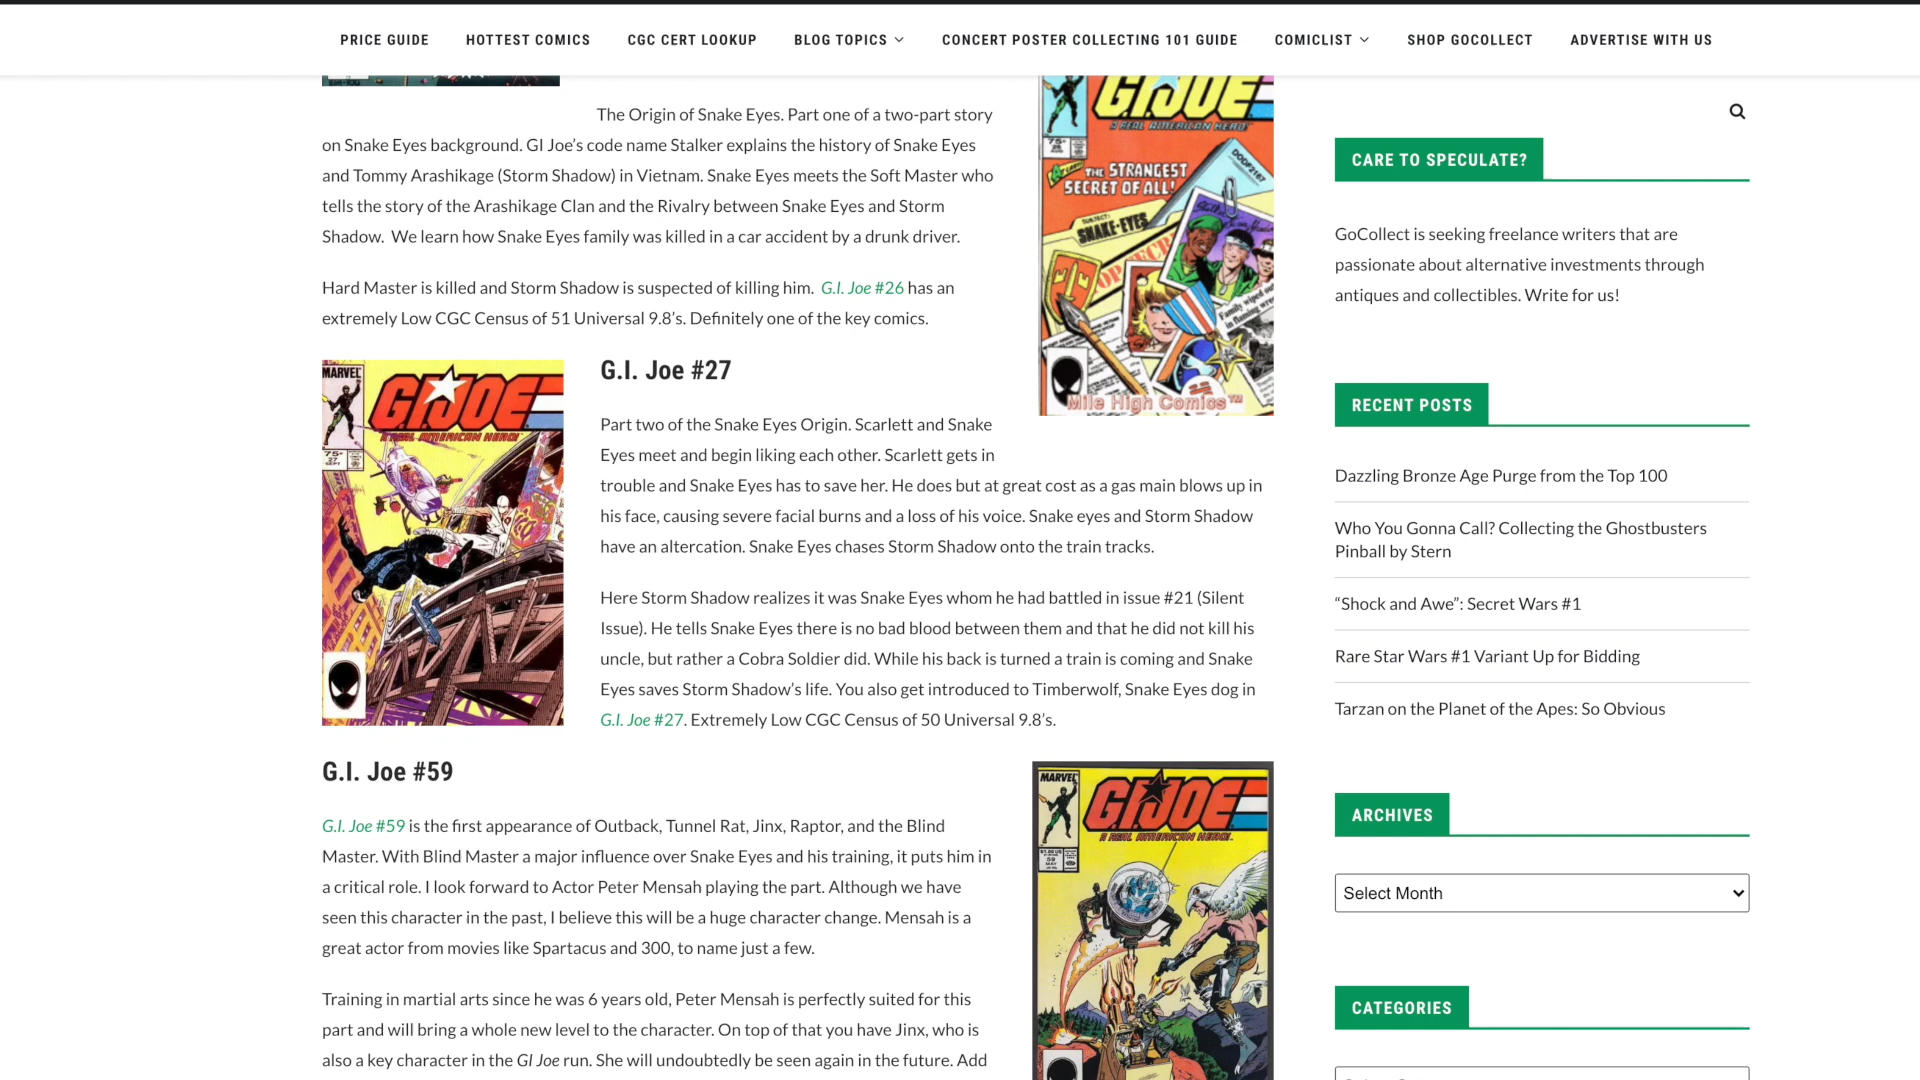 PRICE GUIDE
HOTTEST COMICS
CGC CERT LOOKUP
BLOG TOPICS
CONCERT POSTER COLLECTING 101 GUIDE
COMICLIST
SHOP GOCOLLECT
ADVERTISE WITH US
The Origin of Snake Eyes. Part one of a two-part story
on Snake Eyes background. GI Joe’s code name Stalker explains the history of Snake Eyes
and Tommy Arashikage (Storm Shadow) in Vietnam. Snake Eyes meets the Soft Master who
tells the story of the Arashikage Clan and the Rivalry between Snake Eyes and Storm
Shadow.  We learn how Snake Eyes family was killed in a car accident by a drunk driver.
Hard Master is killed and Storm Shadow is suspected of killing him.  G.I. Joe #26 has an
extremely Low CGC Census of 51 Universal 9.8’s. Definitely one of the key comics.
G.I. JOE
A REAL AMERICAN HERO!
75¢
26
AUG
THE STRANGEST
SECRET OF ALL!
DODF2187
SUBJECT:
SNAKE-EYES
Family wiped out
Mile High Comics™
MARVEL
G.I. JOE
A REAL AMERICAN HERO!
75¢
27
SEPT
G.I. Joe #27
Part two of the Snake Eyes Origin. Scarlett and Snake
Eyes meet and begin liking each other. Scarlett gets in
trouble and Snake Eyes has to save her. He does but at great cost as a gas main blows up in
his face, causing severe facial burns and a loss of his voice. Snake eyes and Storm Shadow
have an altercation. Snake Eyes chases Storm Shadow onto the train tracks.
Here Storm Shadow realizes it was Snake Eyes whom he had battled in issue #21 (Silent
Issue). He tells Snake Eyes there is no bad blood between them and that he did not kill his
uncle, but rather a Cobra Soldier did. While his back is turned a train is coming and Snake
Eyes saves Storm Shadow’s life. You also get introduced to Timberwolf, Snake Eyes dog in
G.I. Joe #27. Extremely Low CGC Census of 50 Universal 9.8’s.
G.I. Joe #59
G.I. Joe #59 is the first appearance of Outback, Tunnel Rat, Jinx, Raptor, and the Blind
Master. With Blind Master a major influence over Snake Eyes and his training, it puts him in
a critical role. I look forward to Actor Peter Mensah playing the part. Although we have
seen this character in the past, I believe this will be a huge character change. Mensah is a
great actor from movies like Spartacus and 300, to name just a few.
Training in martial arts since he was 6 years old, Peter Mensah is perfectly suited for this
part and will bring a whole new level to the character. On top of that you have Jinx, who is
also a key character in the GI Joe run. She will undoubtedly be seen again in the future. Add
MARVEL
G.I. JOE
A REAL AMERICAN HERO!
$1.00 US
59
MAY
CARE TO SPECULATE?
GoCollect is seeking freelance writers that are
passionate about alternative investments through
antiques and collectibles. Write for us!
RECENT POSTS
Dazzling Bronze Age Purge from the Top 100
Who You Gonna Call? Collecting the Ghostbusters
Pinball by Stern
“Shock and Awe”: Secret Wars #1
Rare Star Wars #1 Variant Up for Bidding
Tarzan on the Planet of the Apes: So Obvious
ARCHIVES
Select Month
CATEGORIES